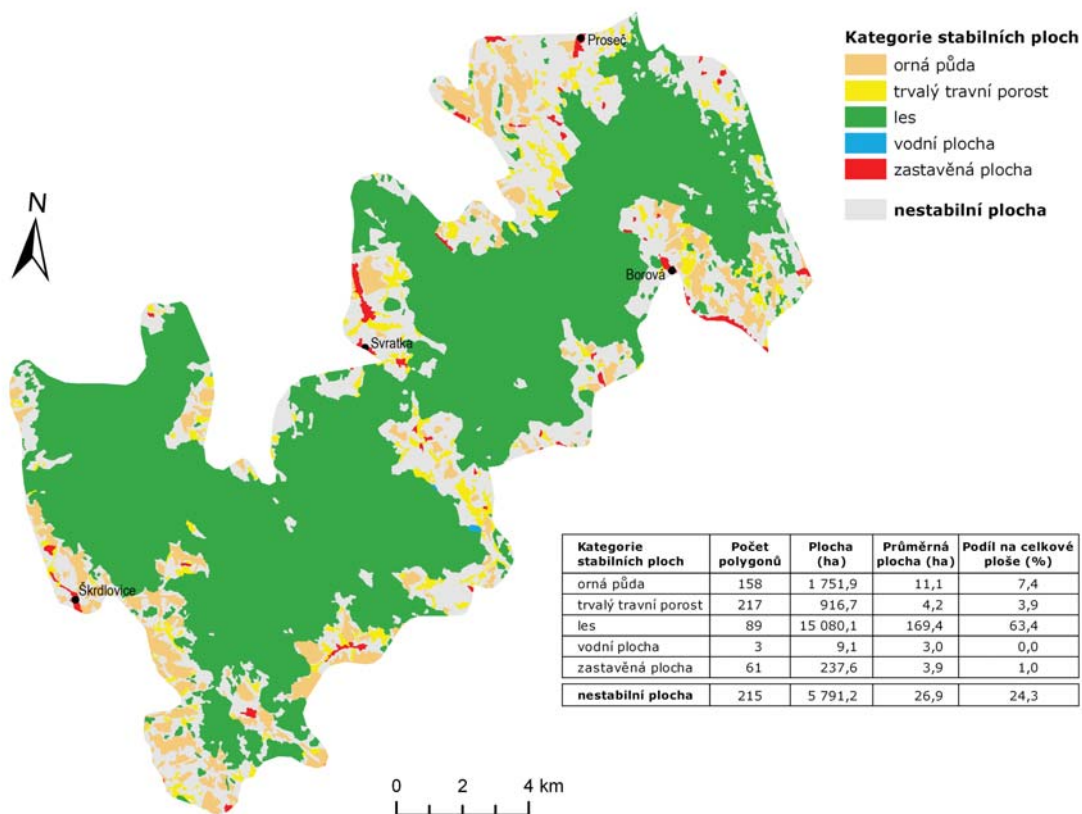 Proseč
Kategorie stabilních ploch
orná půda
trvalý travní porost
les
vodní plocha
zastavěná plocha
nestabilní plocha
N
Borová
Svratka
Škrdlovice
Kategorie stabilních ploch | Počet polygonů | Plocha (ha) | Průměrná plocha (ha) | Podíl na celkové ploše (%)
orná půda 158 1 751,9 11,1 7,4
trvalý travní porost 217 916,7 4,2 3,9
les 89 15 080,1 169,4 63,4
vodní plocha 3 9,1 3,0 0,0
zastavěná plocha 61 237,6 3,9 1,0
nestabilní plocha 215 5 791,2 26,9 24,3
0 2 4 km